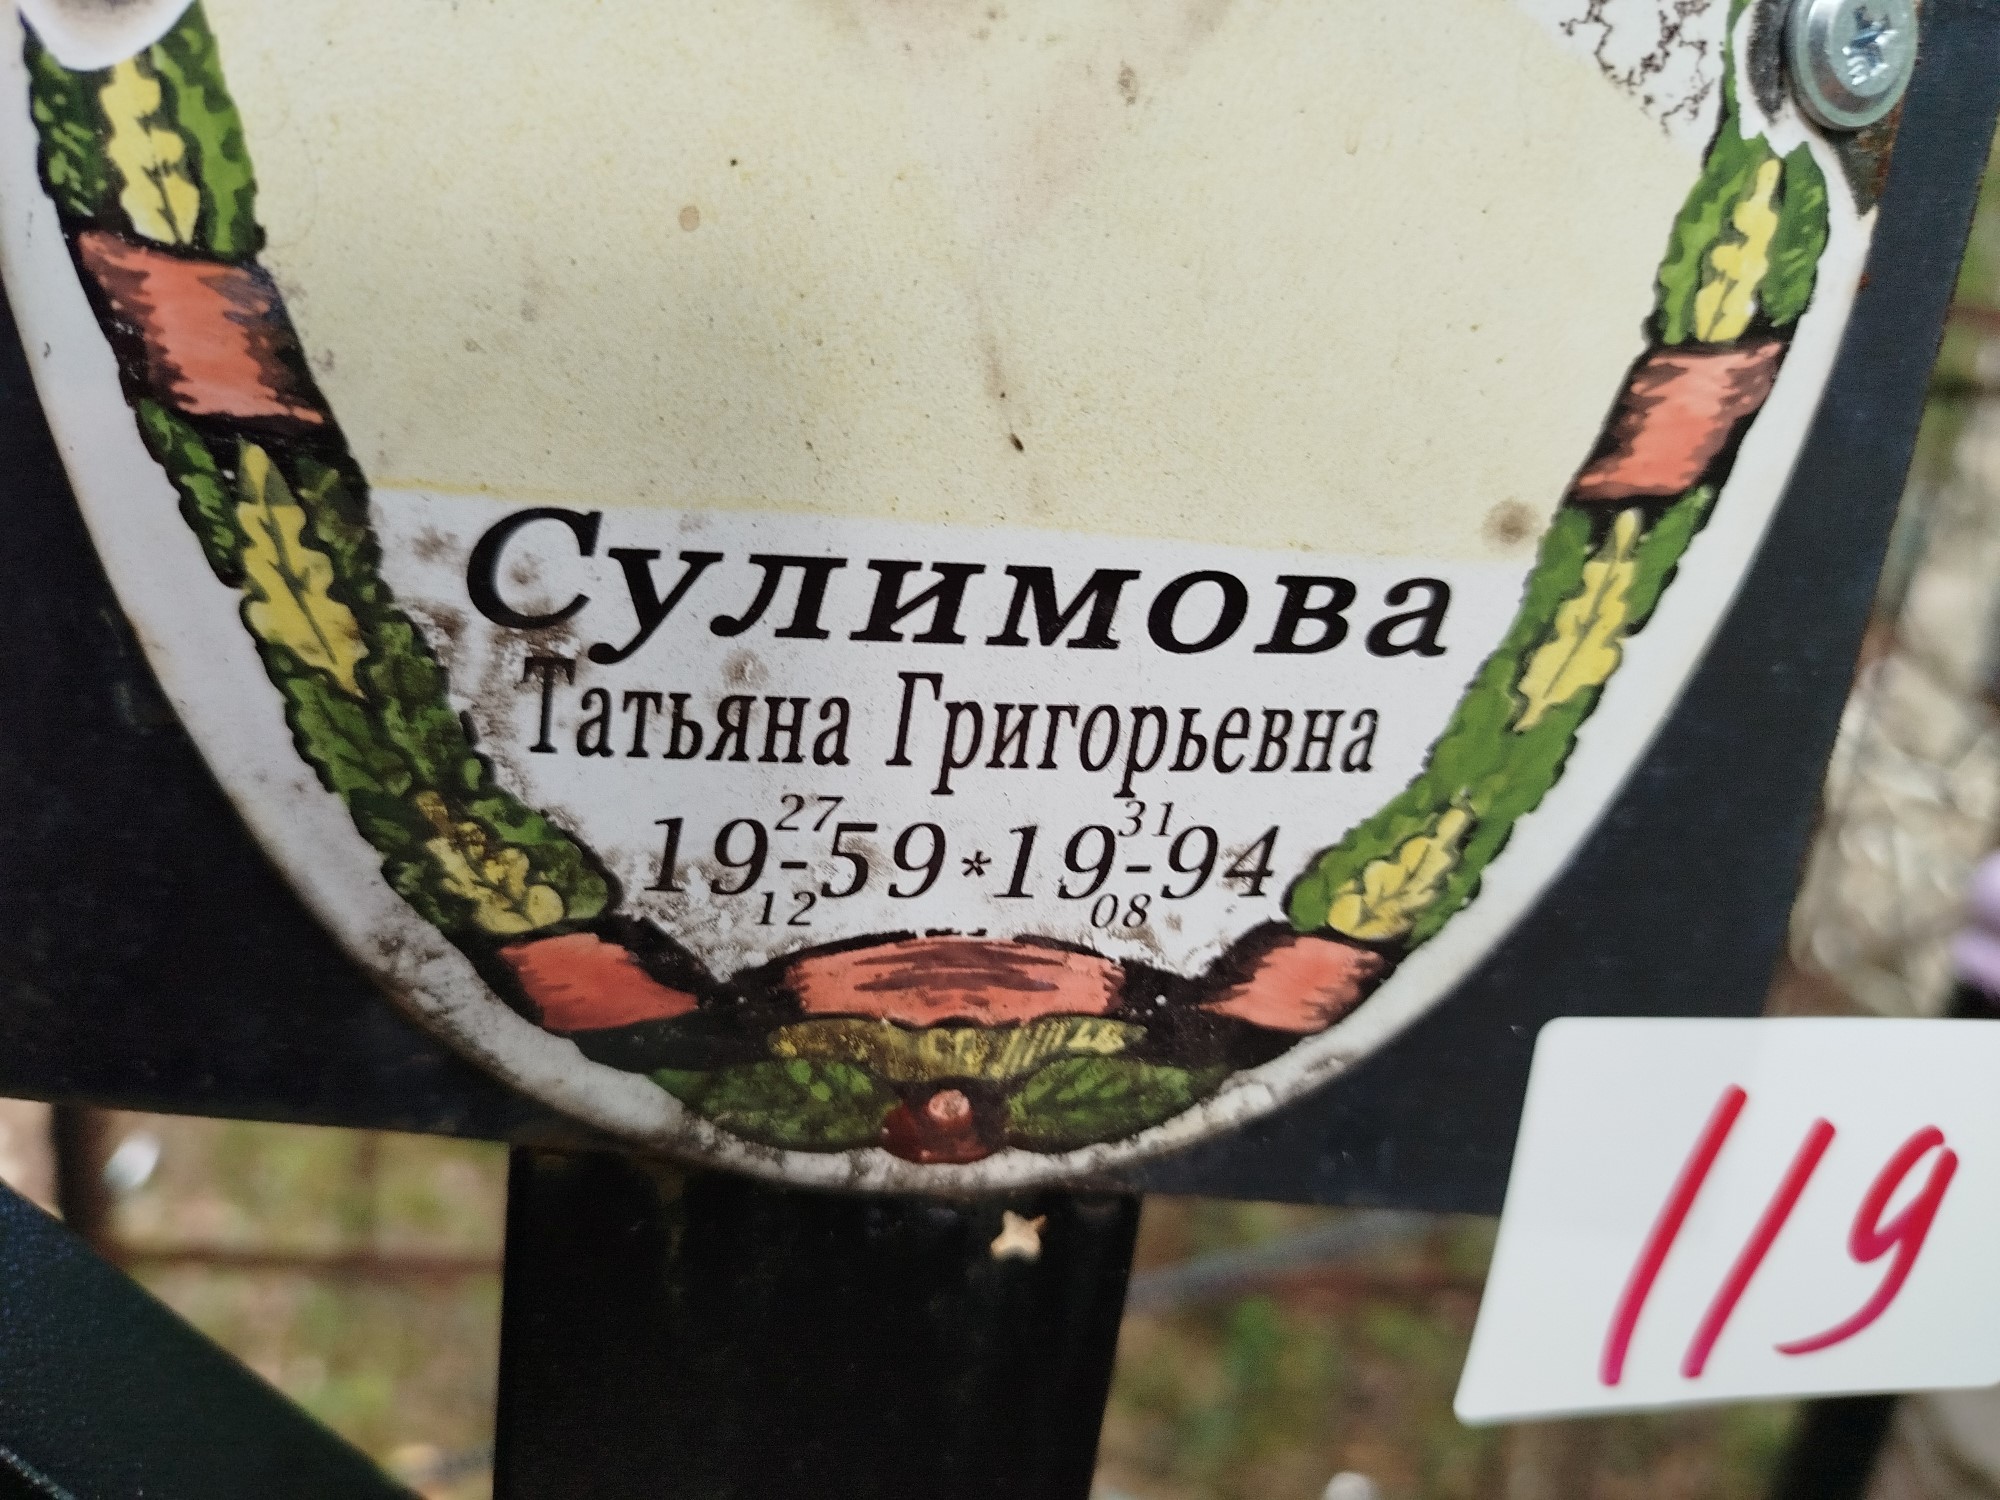 Сулимова
Татьяна Григорьевна
27 31
19-59*19-94
12 08
119